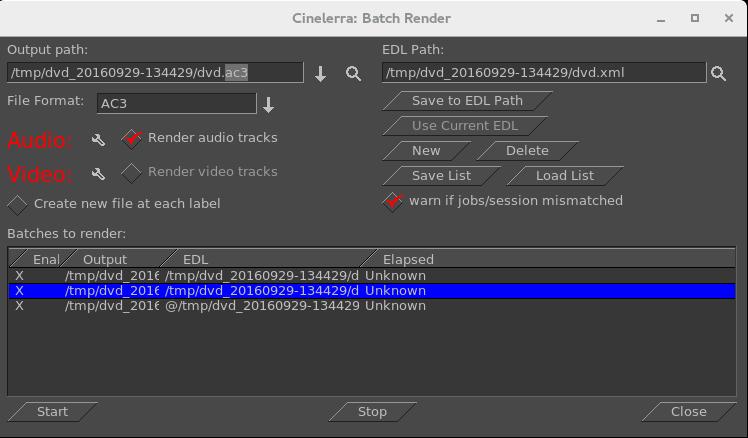 Cinelerra: Batch Render
Output path:
EDL Path:
/tmp/dvd_20160929-134429/dvd.ac3
/tmp/dvd_20160929-134429/dvd.xml
File Format: AC3
Save to EDL Path
Use Current EDL
Audio: Render audio tracks
New Delete
Video: Render video tracks
Save List Load List
Create new file at each label
warn if jobs/session mismatched
Batches to render:
Enal Output EDL Elapsed
X /tmp/dvd_2016 /tmp/dvd_20160929-134429/d Unknown
X /tmp/dvd_2016 /tmp/dvd_20160929-134429/d Unknown
X /tmp/dvd_2016 @/tmp/dvd_20160929-134429 Unknown
Start Stop Close